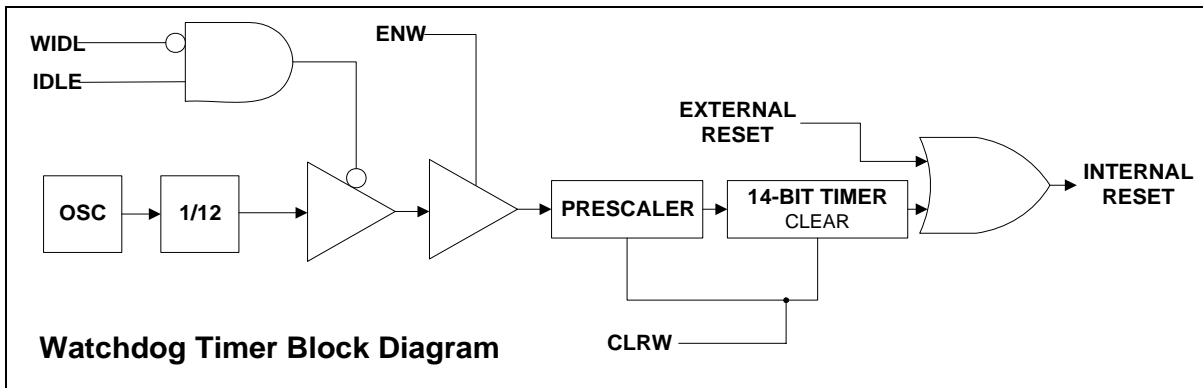 WIDL
IDLE
ENW
EXTERNAL
RESET
INTERNAL
RESET
OSC
1/12
PRESCALER
14-BIT TIMER
CLEAR
CLRW
Watchdog Timer Block Diagram